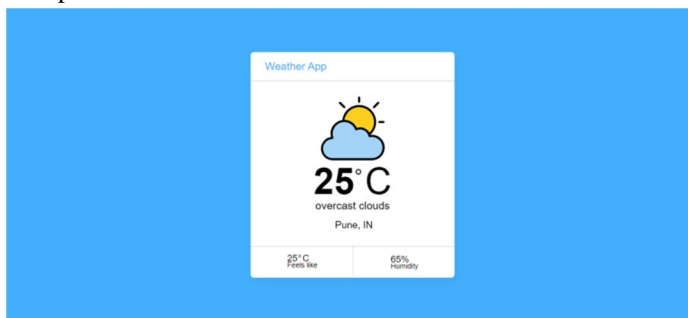 Weather App
25°C
overcast clouds
Pune, IN
25°C
Feels like
65%
Humidity